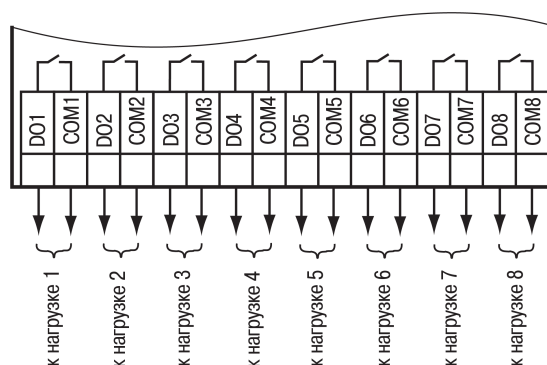 DO1
COM1
DO2
COM2
DO3
COM3
DO4
COM4
DO5
COM5
DO6
COM6
DO7
COM7
DO8
COM8
к нагрузке 1
к нагрузке 2
к нагрузке 3
к нагрузке 4
к нагрузке 5
к нагрузке 6
к нагрузке 7
к нагрузке 8